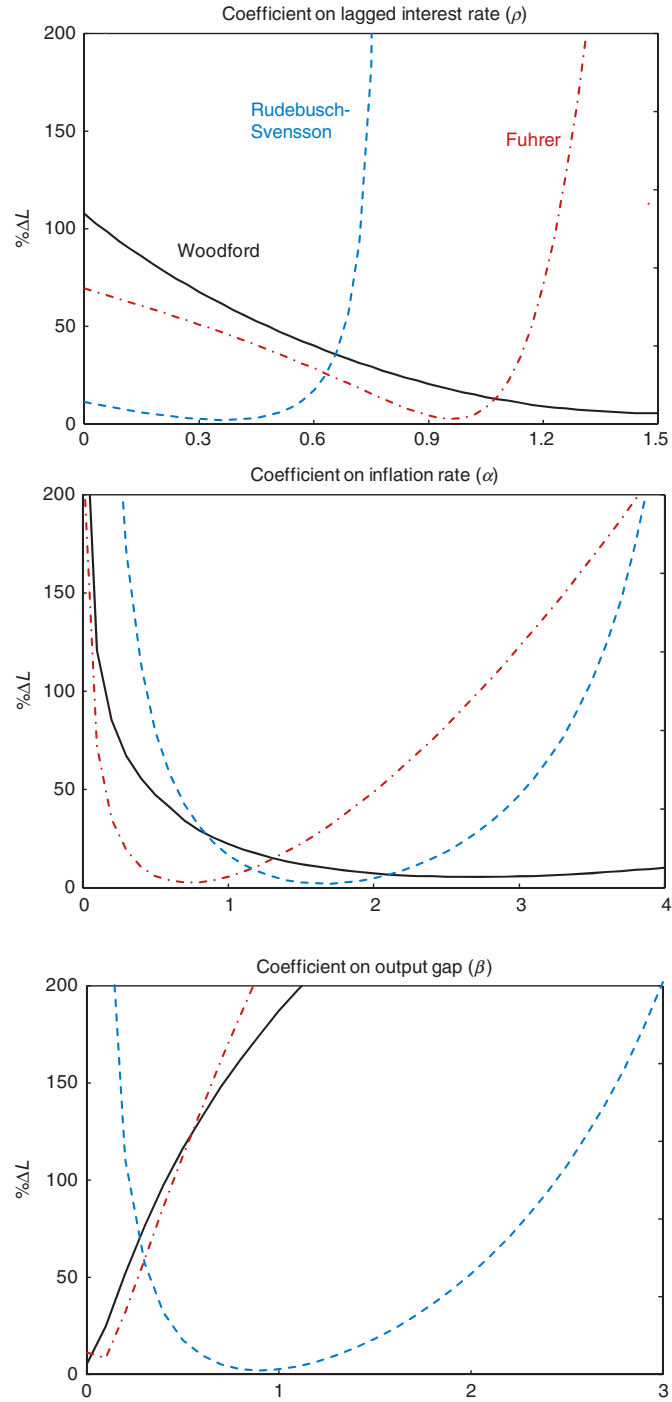 Coefficient on lagged interest rate (ρ)
200
150
100
50
0
%ΔL
Rudebusch-
Svensson
Fuhrer
Woodford
0 0.3 0.6 0.9 1.2 1.5
Coefficient on inflation rate (α)
200
150
100
50
0
%ΔL
0 1 2 3 4
Coefficient on output gap (β)
200
150
100
50
0
%ΔL
0 1 2 3